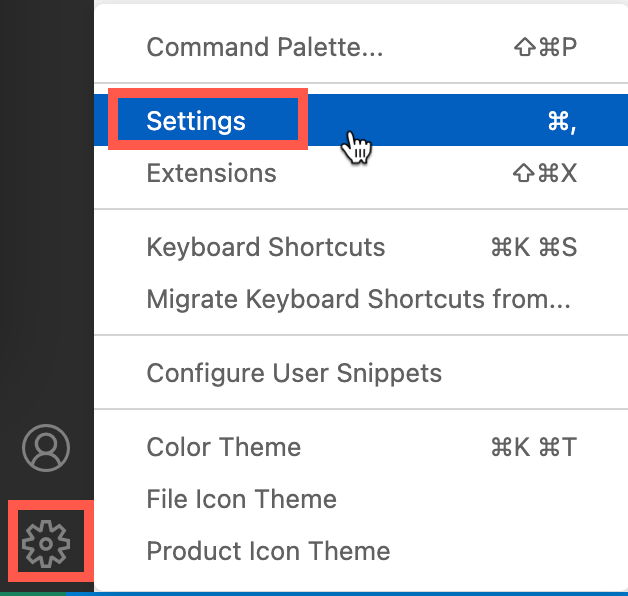 Command Palette... ⇧⌘P
Settings ⌘,
Extensions ⇧⌘X
Keyboard Shortcuts ⌘K ⌘S
Migrate Keyboard Shortcuts from...
Configure User Snippets
Color Theme ⌘K ⌘T
File Icon Theme
Product Icon Theme